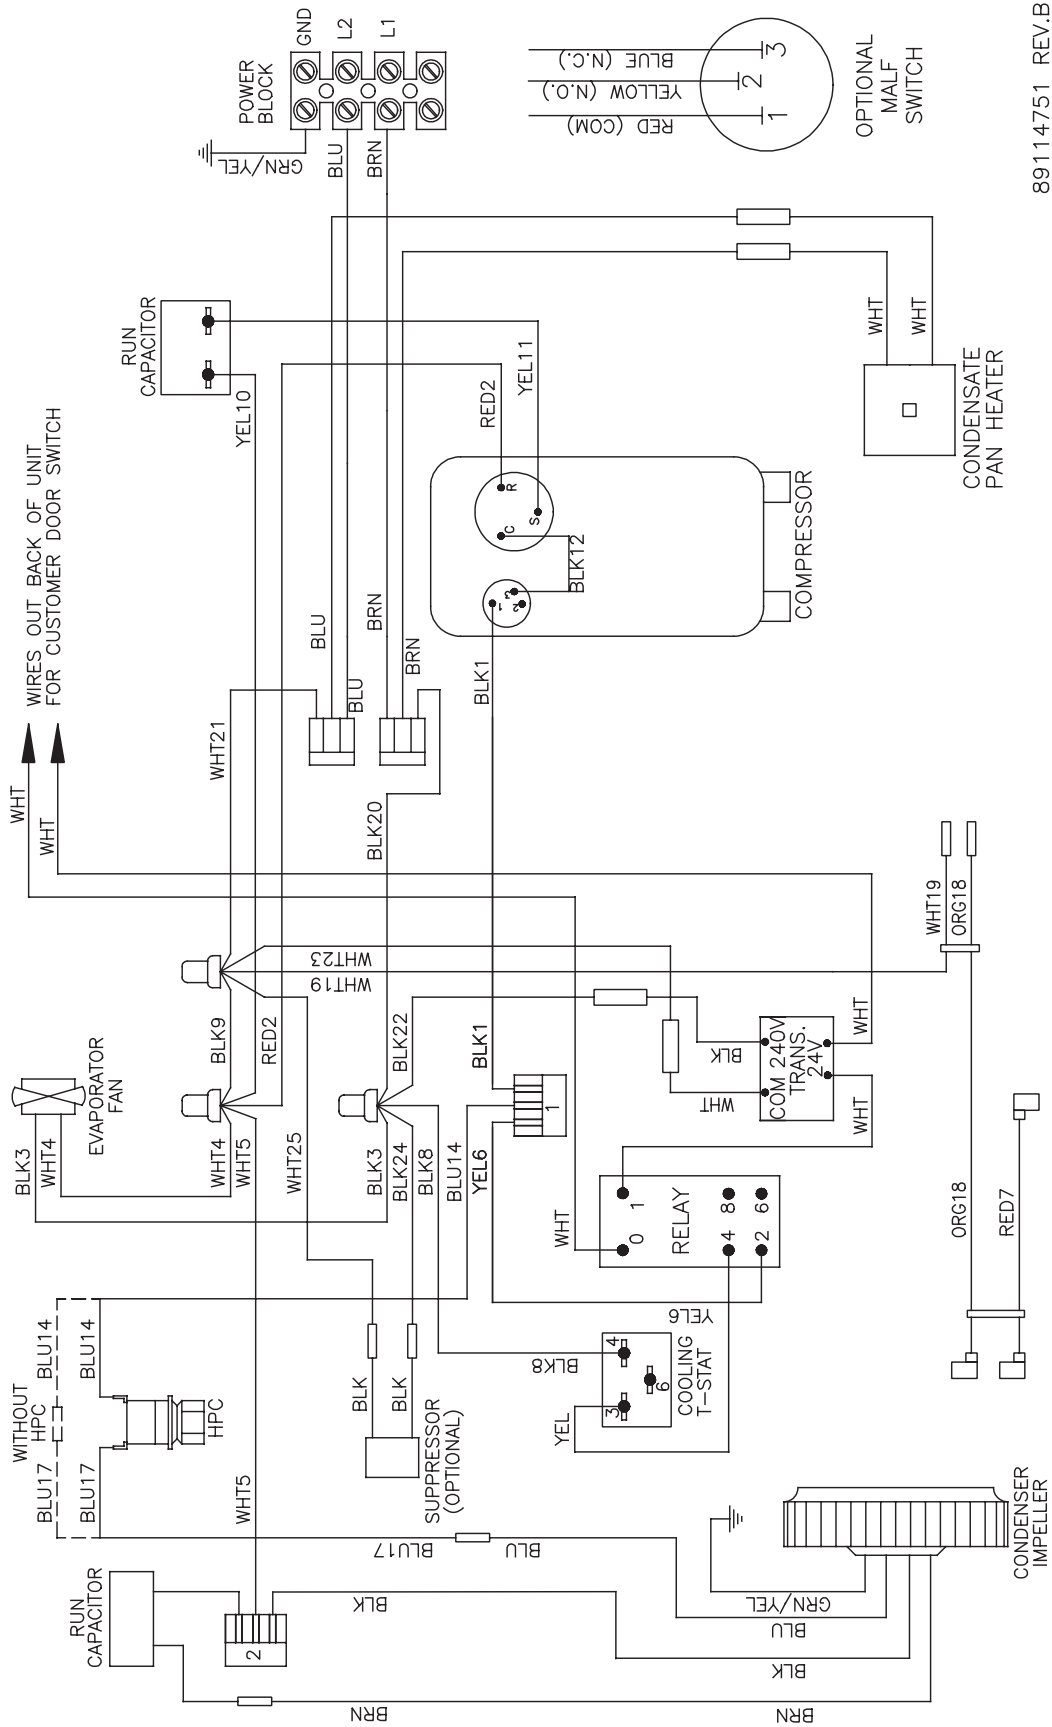 WIRES OUT BACK OF UNIT
FOR CUSTOMER DOOR SWITCH
WHT
WHT
RUN
CAPACITOR
YEL10
POWER
BLOCK
GND
L2
L1
GRN/YEL
BLU
BRN
RED (COM)
YELLOW (N.O.)
BLUE (N.C.)
1
2
3
OPTIONAL
MALF
SWITCH
89114751 REV.B
WHT
WHT
CONDENSATE
PAN HEATER
RED2
YEL11
R
C
S
1
2
3
BLK12
COMPRESSOR
BLK1
BLU
BLU
BRN
BRN
WHT21
BLK20
EVAPORATOR
FAN
BLK3
WHT4
BLK9
RED2
WHT4
WHT5
WHT25
WHT23
WHT19
BLK22
BLK3
BLK24
BLK8
BLU14
YEL6
BLK1
1
BLK
WHT
COM 240V
TRANS.
24V
WHT
WHT
WHT
WHT19
ORG18
ORG18
RED7
RELAY
0
1
4
8
2
6
YEL6
COOLING
T-STAT
3
4
6
BLK8
YEL
WITHOUT
HPC
BLU17
BLU14
BLU17
BLU14
HPC
WHT5
BLK
BLK
SUPPRESSOR
(OPTIONAL)
BLU17
BLU
RUN
CAPACITOR
2
BLK
BRN
GRN/YEL
BLU
BLK
BRN
CONDENSER
IMPELLER